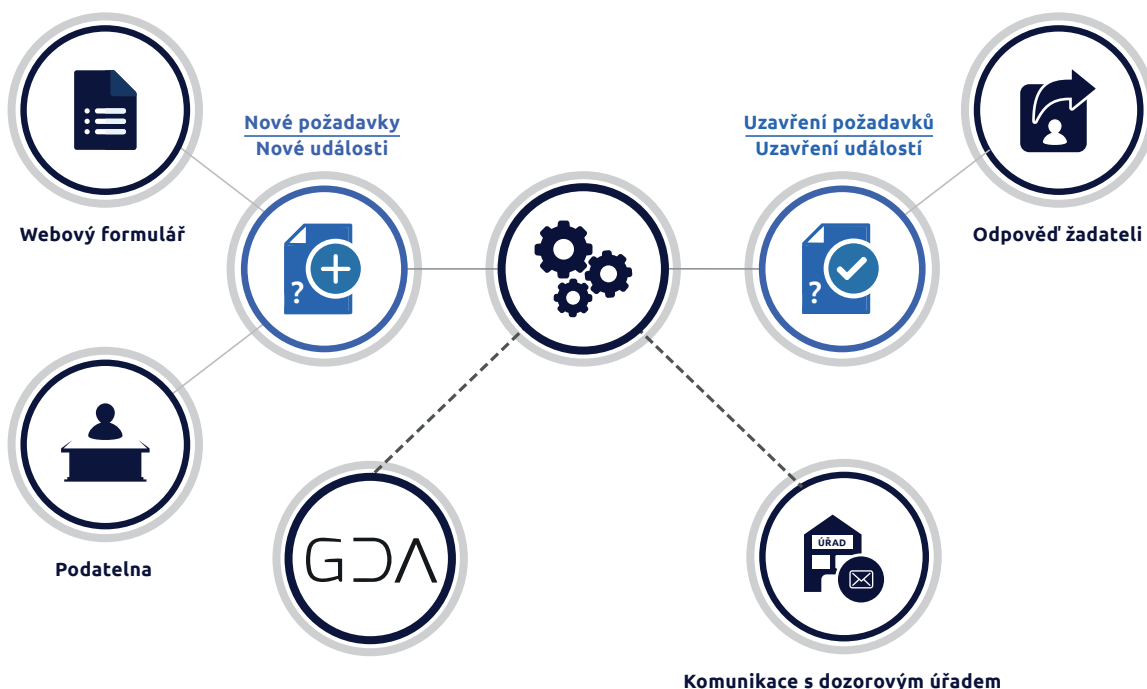 Nové požadavky
Nové události
Uzavření požadavků
Uzavření událostí
Webový formulář
Odpověď žadateli
?
?
Podatelna
GDA
ÚŘAD
Komunikace s dozorovým úřadem